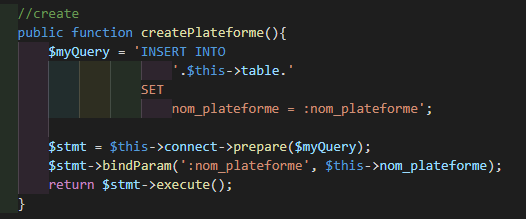 //create
public function createPlateforme(){
$myQuery = 'INSERT INTO
'.$this->table.'
SET
nom_plateforme = :nom_plateforme';
$stmt = $this->connect->prepare($myQuery);
$stmt->bindParam(':nom_plateforme', $this->nom_plateforme);
return $stmt->execute();
}